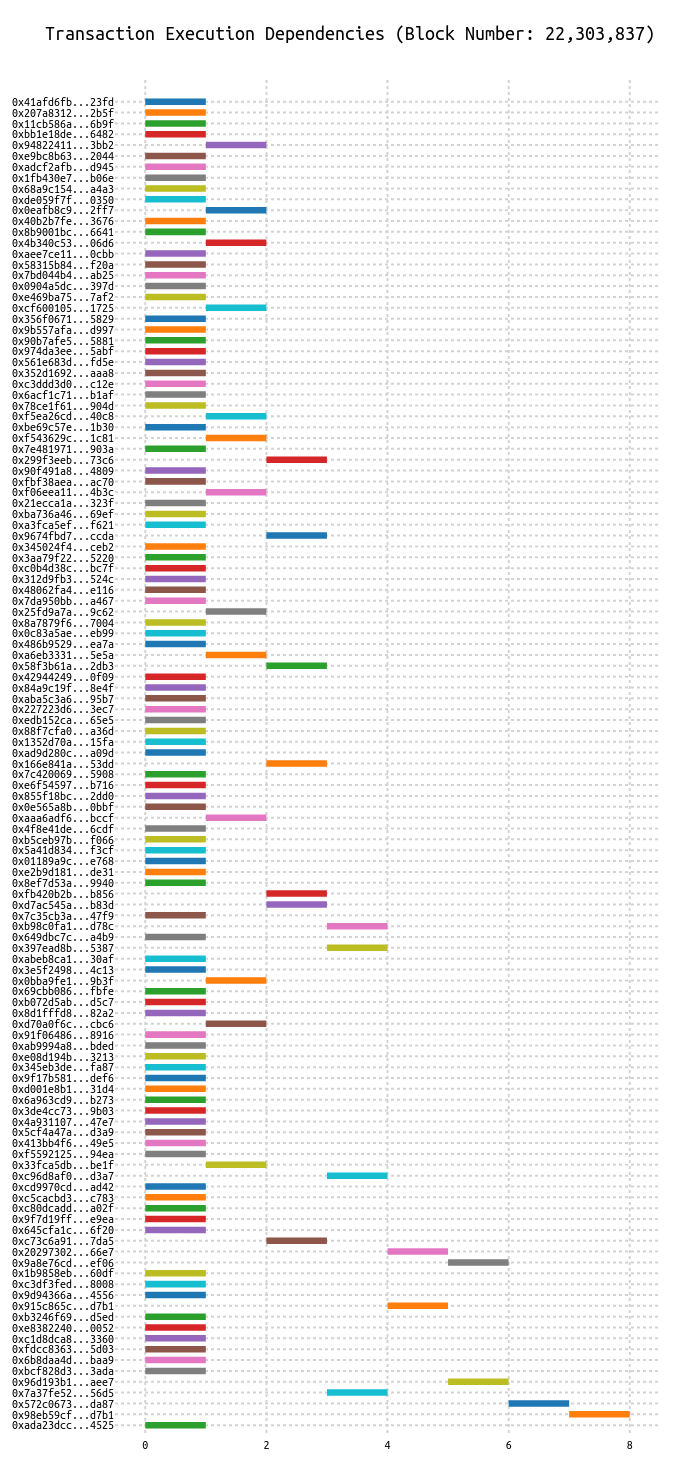 Transaction Execution Dependencies (Block Number: 22,303,837)
0x41afd6fb...23fd
0x207a8312...2b5f
0x11cb586a...6b9f
0xbb1e18de...6482
0x94822411...3bb2
0xe9bc8b63...2044
0xadcf2afb...d945
0x1fb430e7...b06e
0x68a9c154...a4a3
0xde059f7f...0350
0x0eafb8c9...2ff7
0x40b2b7fe...3676
0x8b9001bc...6641
0x4b340c53...06d6
0xaee7ce11...0cbb
0x58315b84...f20a
0x7bd044b4...ab25
0x0904a5dc...397d
0xe469ba75...7af2
0xcf600105...1725
0x356f0671...5829
0x9b557afa...d997
0x90b7afe5...5881
0x974da3ee...5abf
0x561e683d...fd5e
0x352d1692...aaa8
0xc3ddd3d0...c12e
0x6acf1c71...b1af
0x78ce1f61...904d
0xf5ea26cd...40c8
0xbe69c57e...1b30
0xf543629c...1c81
0x7e481971...903a
0x299f3eeb...73c6
0x90f491a8...4809
0xfbf38aea...ac70
0xf06eea11...4b3c
0x21ecca1a...323f
0xba736a46...69ef
0xa3fca5ef...f621
0x9674fbd7...ccda
0x345024f4...ceb2
0x3aa79f22...5220
0xc0b4d38c...bc7f
0x312d9fb3...524c
0x48062fa4...e116
0x7da950bb...a467
0x25fd9a7a...9c62
0x8a7879f6...7004
0x0c83a5ae...eb99
0x486b9529...ea7a
0xa6eb3331...5e5a
0x58f3b61a...2db3
0x42944249...0f09
0x84a9c19f...8e4f
0xaba5c3a6...95b7
0x227223d6...3ec7
0xedb152ca...65e5
0x88f7cfa0...a36d
0x1352d70a...15fa
0xad9d280c...a09d
0x166e841a...53dd
0x7c420069...5908
0xe6f54597...b716
0x855f18bc...2dd0
0x0e565a8b...0bbf
0xaaa6adf6...bccf
0x4f8e41de...6cdf
0xb5ceb97b...f066
0x5a41d834...f3cf
0x01189a9c...e768
0xe2b9d181...de31
0x8ef7d53a...9940
0xfb420b2b...b856
0xd7ac545a...b83d
0x7c35cb3a...47f9
0xb98c0fa1...d78c
0x649dbc7c...a4b9
0x397ead8b...5387
0xabeb8ca1...30af
0x3e5f2498...4c13
0x0bba9fe1...9b3f
0x69cbb086...fbfe
0xb072d5ab...d5c7
0x8d1fffd8...82a2
0xd70a0f6c...cbc6
0x91f06486...8916
0xab9994a8...bded
0xe08d194b...3213
0x345eb3de...fa87
0x9f17b581...def6
0xd001e8b1...31d4
0x6a963cd9...b273
0x3de4cc73...9b03
0x4a931107...47e7
0x5cf4a47a...d3a9
0x413bb4f6...49e5
0xf5592125...94ea
0x33fca5db...be1f
0xc96d8af0...d3a7
0xcd9970cd...ad42
0xc5cacbd3...c783
0xc80dcadd...a02f
0x9f7d19ff...e9ea
0x645cfa1c...6f20
0xc73c6a91...7da5
0x20297302...66e7
0x9a8e76cd...ef06
0x1b9858eb...60df
0xc3df3fed...8008
0x9d94366a...4556
0x915c865c...d7b1
0xb3246f69...d5ed
0xe8382240...0052
0xc1d8dca8...3360
0xfdcc8363...5d03
0x6b8daa4d...baa9
0xbcf828d3...3ada
0x96d193b1...aee7
0x7a37fe52...56d5
0x572c0673...da87
0x98eb59cf...d7b1
0xada23dcc...4525
0 2 4 6 8